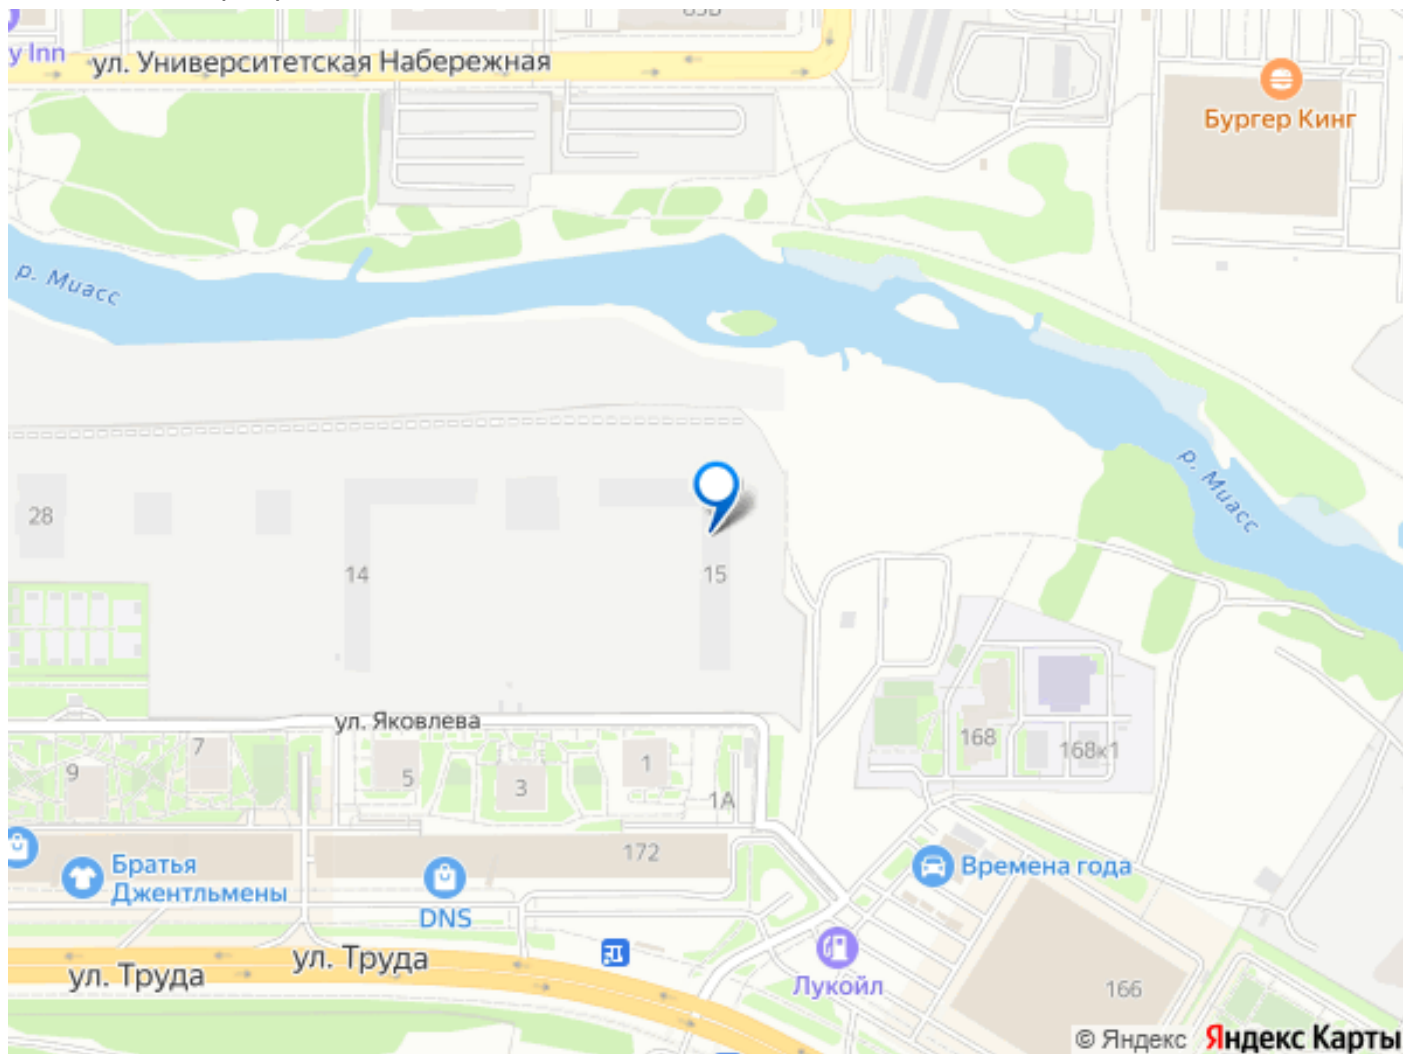 y Inn
ул. Университетская Набережная
Бургер Кинг
р. Миасс
р. Миасс
28
14
15
ул. Яковлева
7
9
5
3
1
1А
168
168к1
172
Братья
Джентльмены
DNS
Времена года
ул. Труда
ул. Труда
Лукойл
166
© Яндекс Яндекс Карты